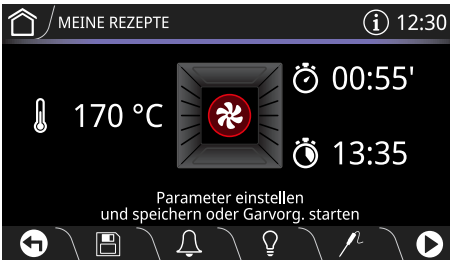 MEINE REZEPTE
i 12:30
00:55'
170 °C
13:35
Parameter einstellen
und speichern oder Garvorg. starten